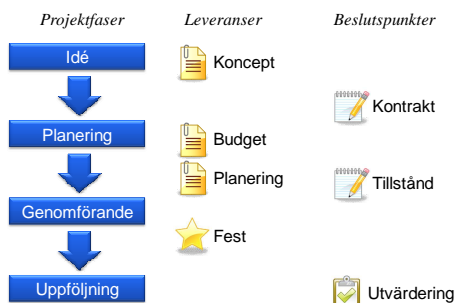 Projektfaser Leveranser Beslutspunkter
Idé
Koncept
Kontrakt
Planering
Budget
Planering
Tillstånd
Genomförande
Fest
Uppföljning
Utvärdering